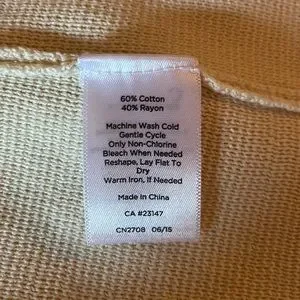 60% Cotton
40% Rayon
Machine Wash Cold
Gentle Cycle
Only Non-Chlorine
Bleach When Needed
Reshape, Lay Flat To
Dry
Warm Iron, If Needed
Made in China
CA #23147
CN2708 06/15